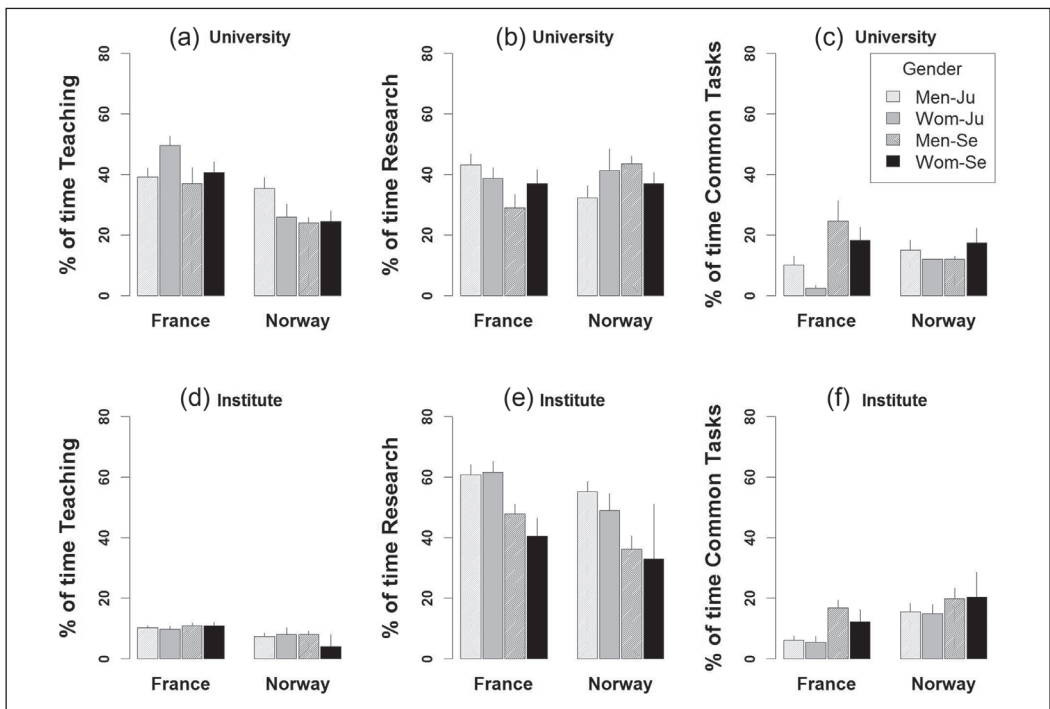 (a) University
% of time Teaching
80
60
40
20
0
France Norway
(b) University
% of time Research
80
60
40
20
0
France Norway
(c) University
% of time Common Tasks
80
60
40
20
0
Gender
Men-Ju
Wom-Ju
Men-Se
Wom-Se
France Norway
(d) Institute
% of time Teaching
80
60
40
20
0
France Norway
(e) Institute
% of time Research
80
60
40
20
0
France Norway
(f) Institute
% of time Common Tasks
80
60
40
20
0
France Norway